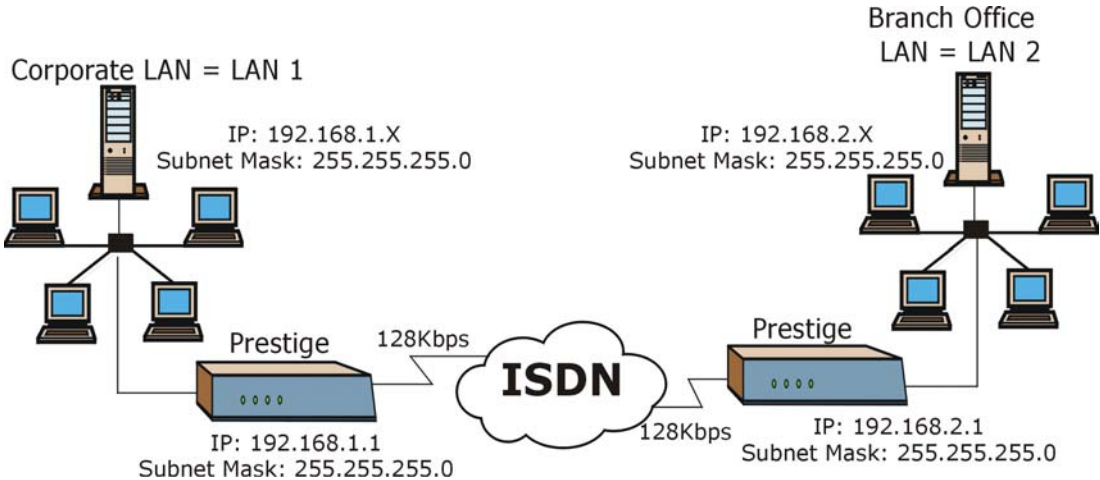 Corporate LAN = LAN 1
IP: 192.168.1.X
Subnet Mask: 255.255.255.0
Branch Office
LAN = LAN 2
IP: 192.168.2.X
Subnet Mask: 255.255.255.0
Prestige
128Kbps
ISDN
128Kbps
Prestige
IP: 192.168.1.1
Subnet Mask: 255.255.255.0
IP: 192.168.2.1
Subnet Mask: 255.255.255.0